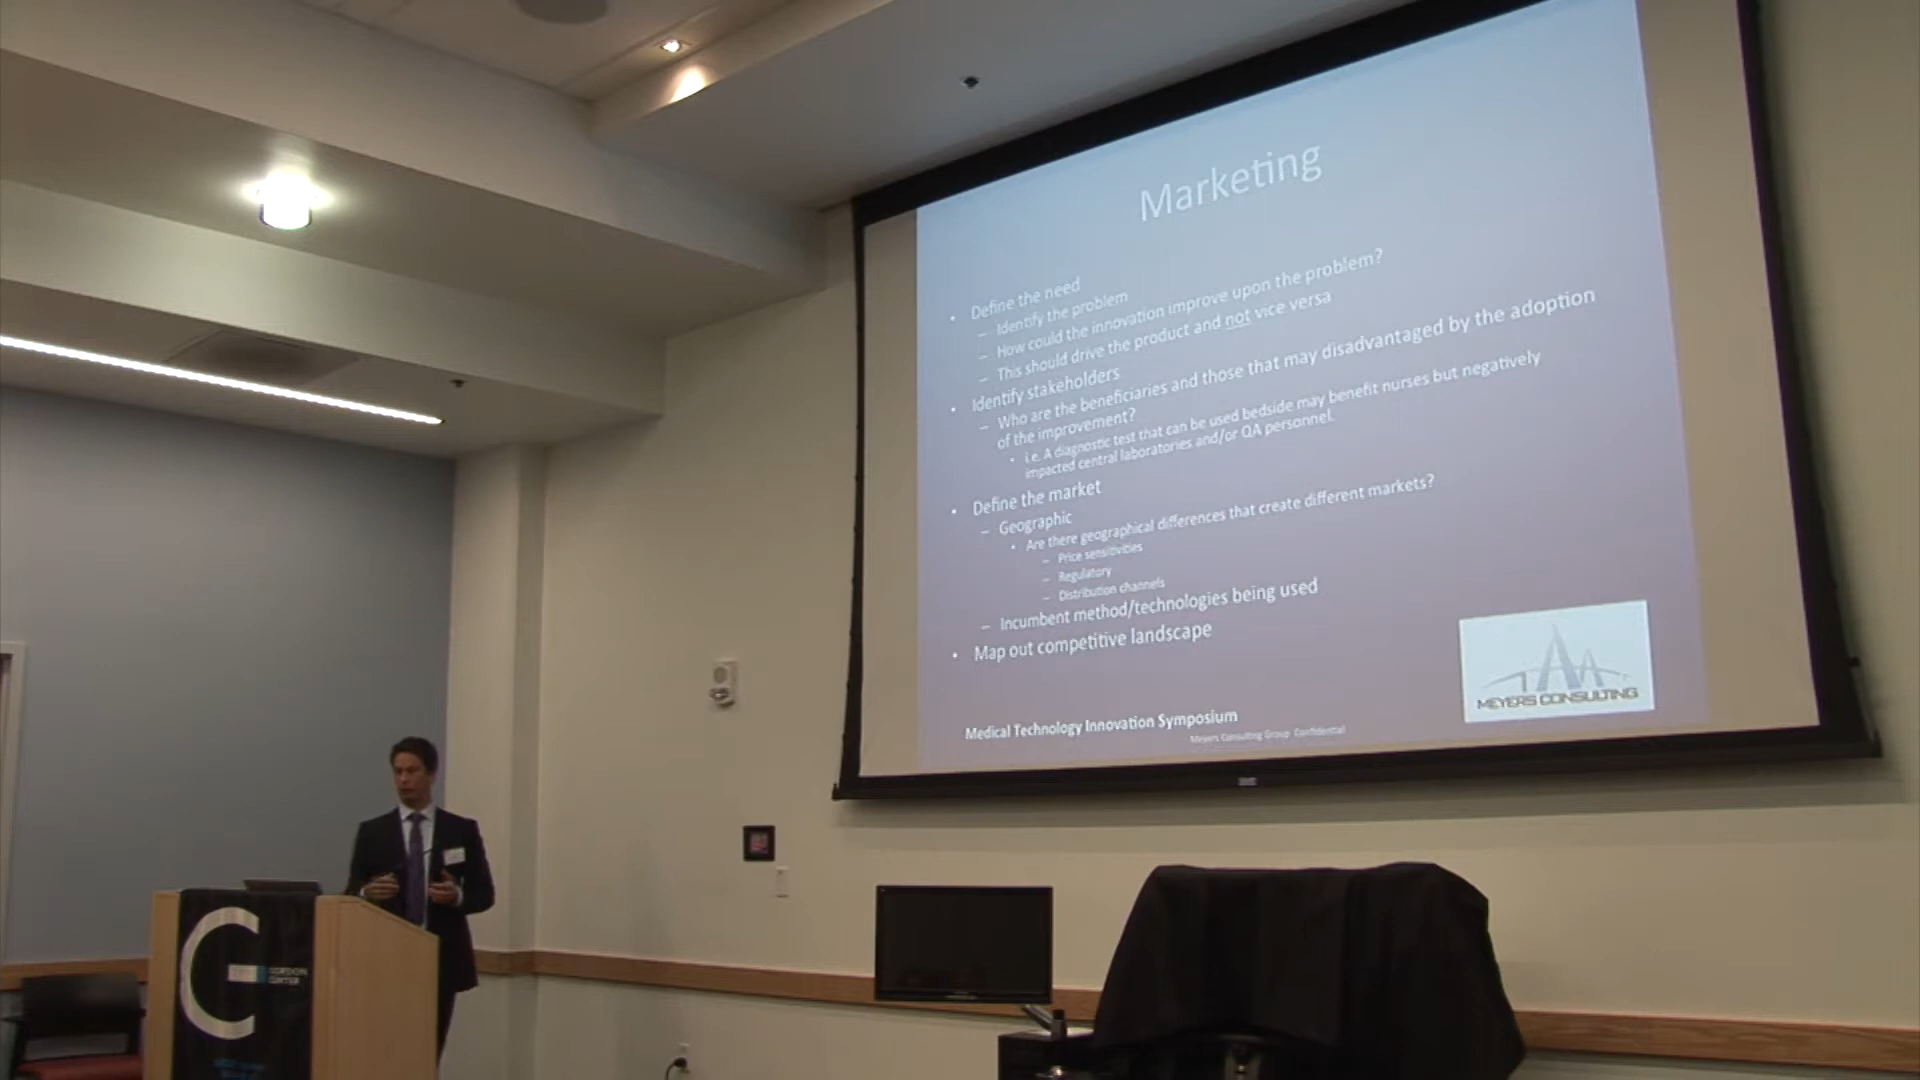 Marketing
• Define the need
– Identify the problem
– How could the innovation improve upon the problem?
– This should drive the product and not vice versa
• Identify stakeholders
– Who are the beneficiaries and those that may disadvantaged by the adoption
of the improvement?
• i.e. A diagnostic test that can be used bedside may benefit nurses but negatively
impacted central laboratories and/or QA personnel.
• Define the market
– Geographic
• Are there geographical differences that create different markets?
– Price sensitivities
– Regulatory
– Distribution channels
– Incumbent method/technologies being used
• Map out competitive landscape
MEYERS CONSULTING
Medical Technology Innovation Symposium
Meyers Consulting Group Confidential
GORDON
CENTER